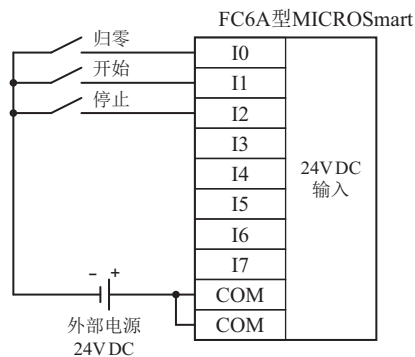 FC6A型MICROSmart
归零
开始
停止
I0
I1
I2
I3
I4
I5
I6
I7
COM
COM
24V DC
输入
- +
外部电源
24V DC